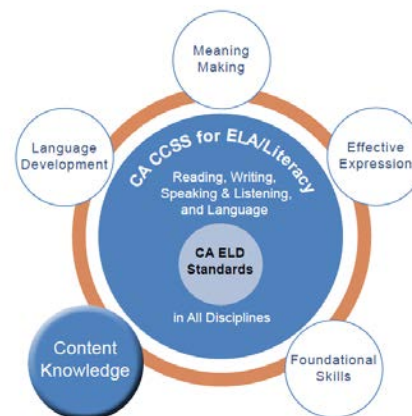 Meaning
Making
Language
Development
Effective
Expression
CA CCSS for ELA/Literacy
Reading, Writing,
Speaking & Listening,
and Language
CA ELD
Standards
in All Disciplines
Content
Knowledge
Foundational
Skills